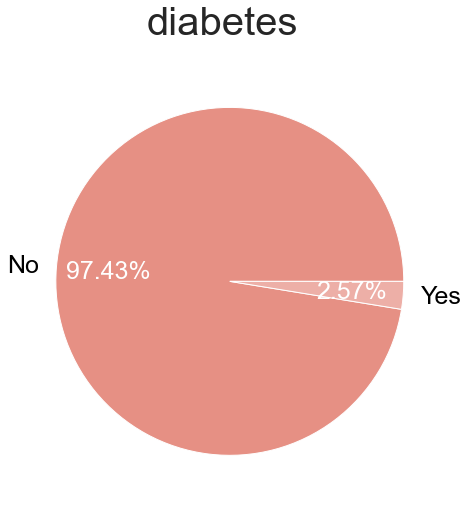 diabetes
No
97.43%
2.57%
Yes